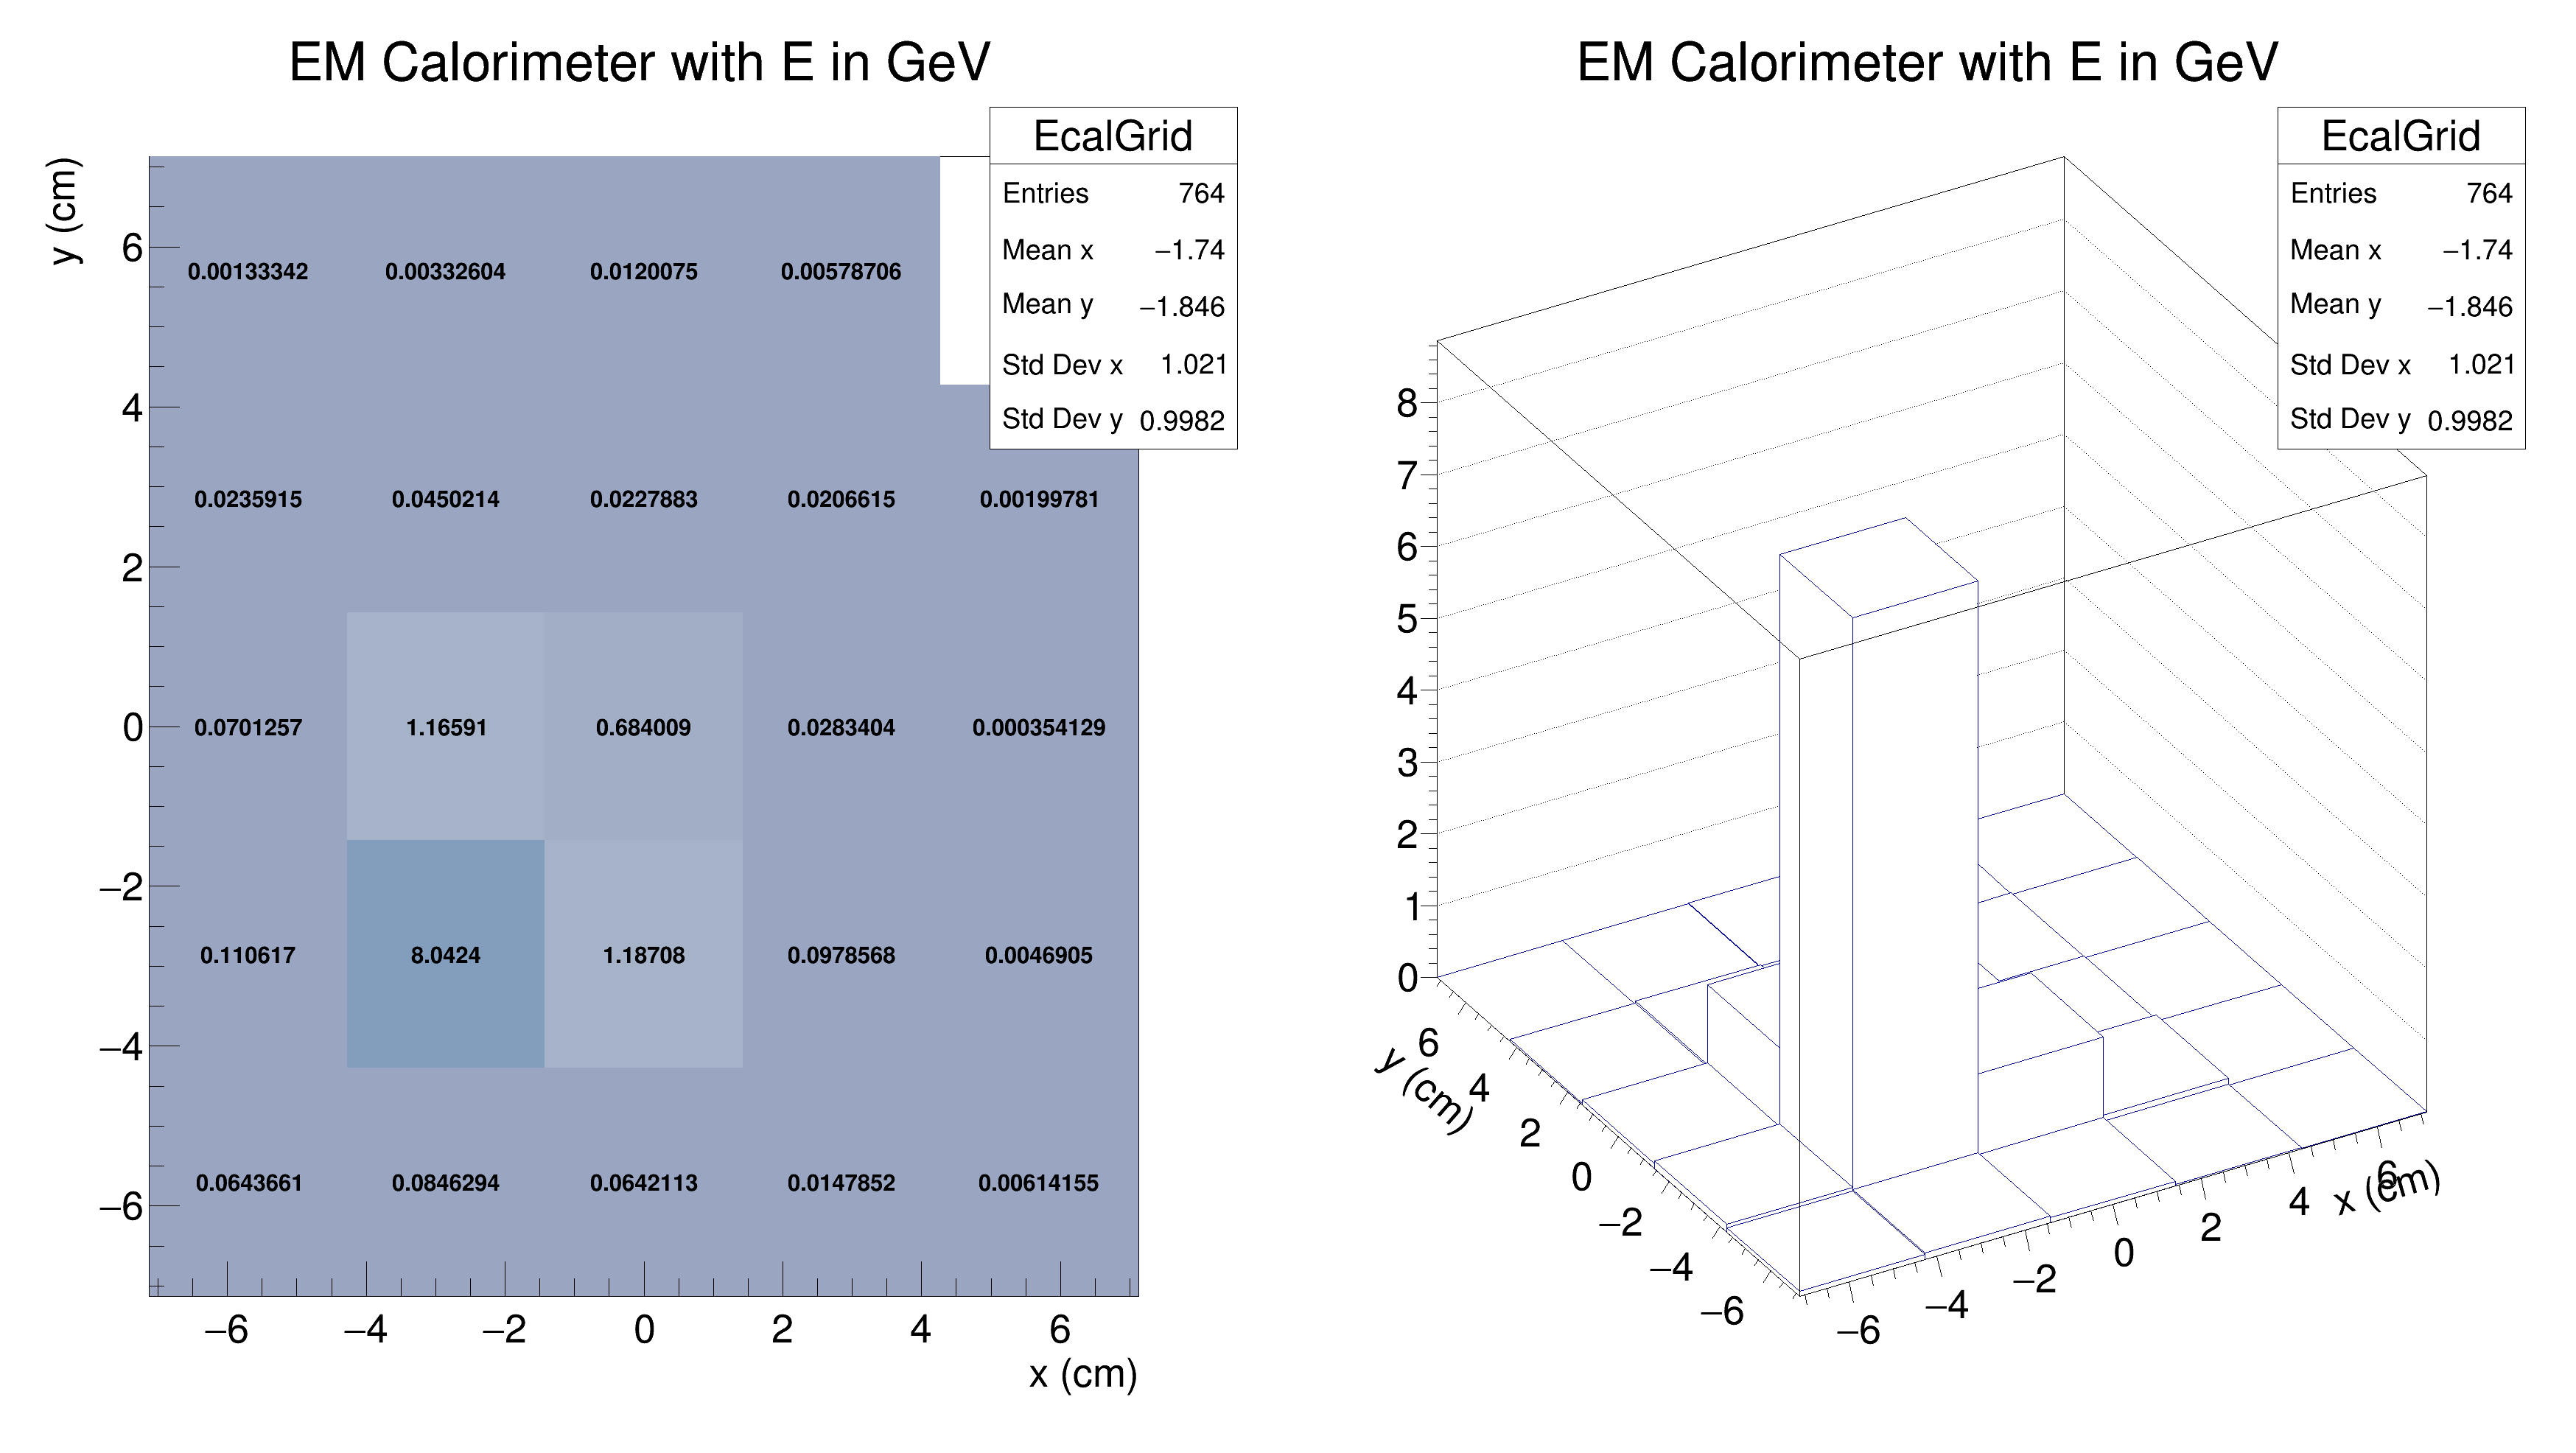 EM Calorimeter with E in GeV
EcalGrid
Entries 764
Mean x −1.74
Mean y −1.846
Std Dev x 1.021
Std Dev y 0.9982
y (cm)
6
4
2
0
−2
−4
−6
0.00133342 0.00332604 0.0120075 0.00578706
0.0235915 0.0450214 0.0227883 0.0206615 0.00199781
0.0701257 1.16591 0.684009 0.0283404 0.000354129
0.110617 8.0424 1.18708 0.0978568 0.0046905
0.0643661 0.0846294 0.0642113 0.0147852 0.00614155
−6 −4 −2 0 2 4 6
x (cm)
EM Calorimeter with E in GeV
EcalGrid
Entries 764
Mean x −1.74
Mean y −1.846
Std Dev x 1.021
Std Dev y 0.9982
8
7
6
5
4
3
2
1
0
y (cm)
6
4
2
0
−2
−4
−6
−6 −4 −2 0 2 4 6
x (cm)